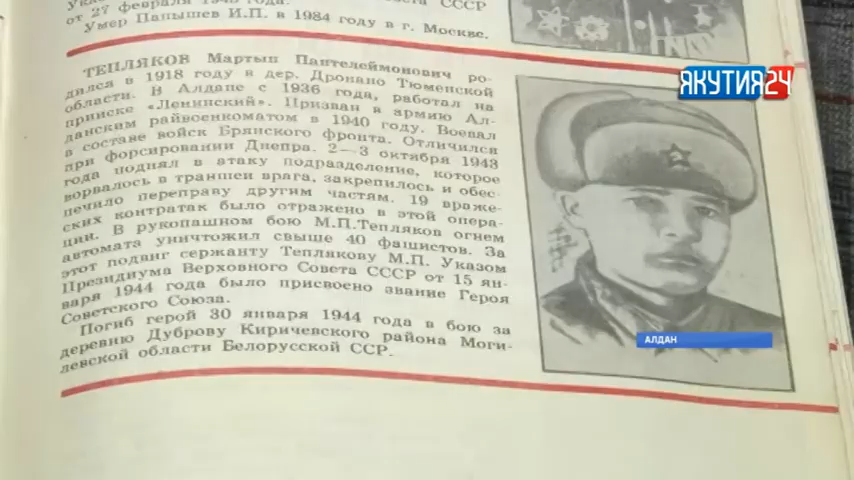 от 27 февраля
СССР
Умер Папышев И.П. в 1984 году в г. Москве.
ЯКУТИЯ24
ТЕПЛЯКОВ Мартын Пантелеймонович ро-
дился в 1918 году в дер. Дронано Тюменской
области. В Алдане с 1936 года, работал на
прииске «Ленинский». Призван в армию Ал-
данским райвоенкоматом в 1940 году. Воевал
в составе войск Брянского фронта. Отличился
при форсировании Днепра. 2—3 октября 1943
года поднял в атаку подразделение, которое
ворвалось в траншеи врага, закрепилось и обес-
печило переправу другим частям. 19 враже-
ских контратак было отражено в этой опера-
ции. В рукопашном бою М.П.Тепляков огнем
автомата уничтожил свыше 40 фашистов. За
этот подвиг сержанту Теплякову М.П. Указом
Президиума Верховного Совета СССР от 15 ян-
варя 1944 года было присвоено звание Героя
Советского Союза.
Погиб герой 30 января 1944 года в бою за
деревню Дуброву Киричевского района Моги-
левской области Белорусской ССР.
АЛДАН